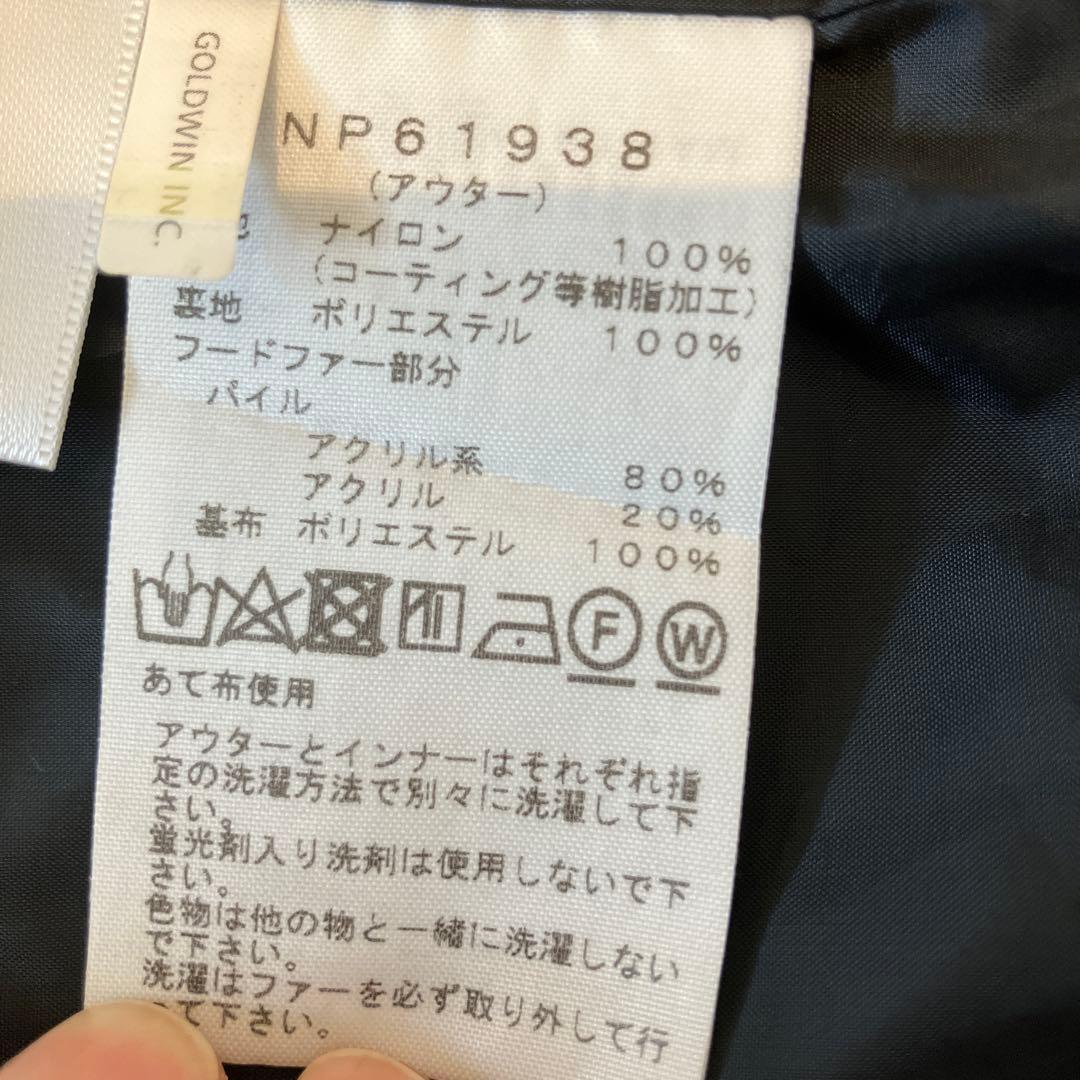 GOLDWIN INC.
NP61938
(アウター)
地 ナイロン 100%
(コーティング等樹脂加工)
裏地 ポリエステル 100%
フードファー部分
パイル
アクリル系 80%
アクリル 20%
基布 ポリエステル 100%
F W
あて布使用
アウターとインナーはそれぞれ指
定の洗濯方法で別々に洗濯して下
さい。
蛍光剤入り洗剤は使用しないで下
さい。
色物は他の物と一緒に洗濯しない
で下さい。
洗濯はファーを必ず取り外して行
て下さい。